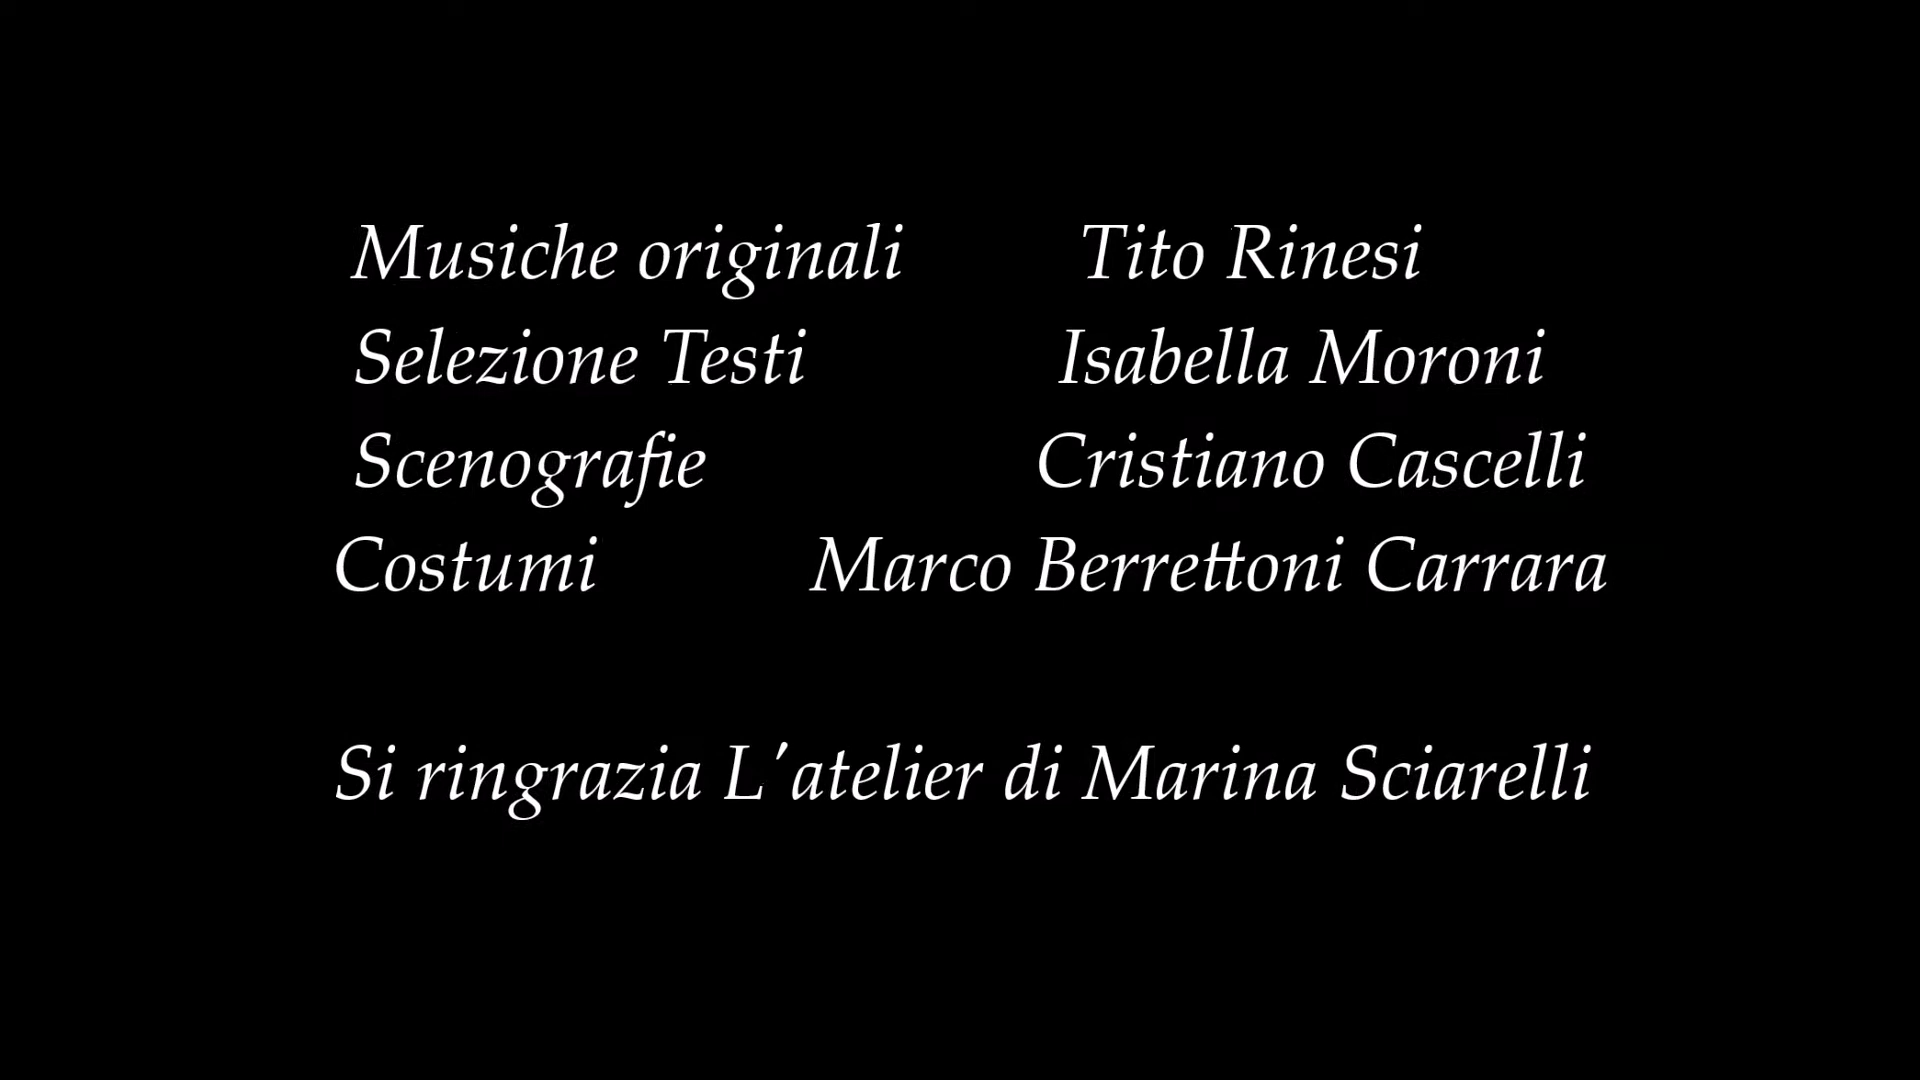 Musiche originali Tito Rinesi
Selezione Testi Isabella Moroni
Scenografie Cristiano Cascelli
Costumi Marco Berrettoni Carrara
Si ringrazia L'atelier di Marina Sciarelli